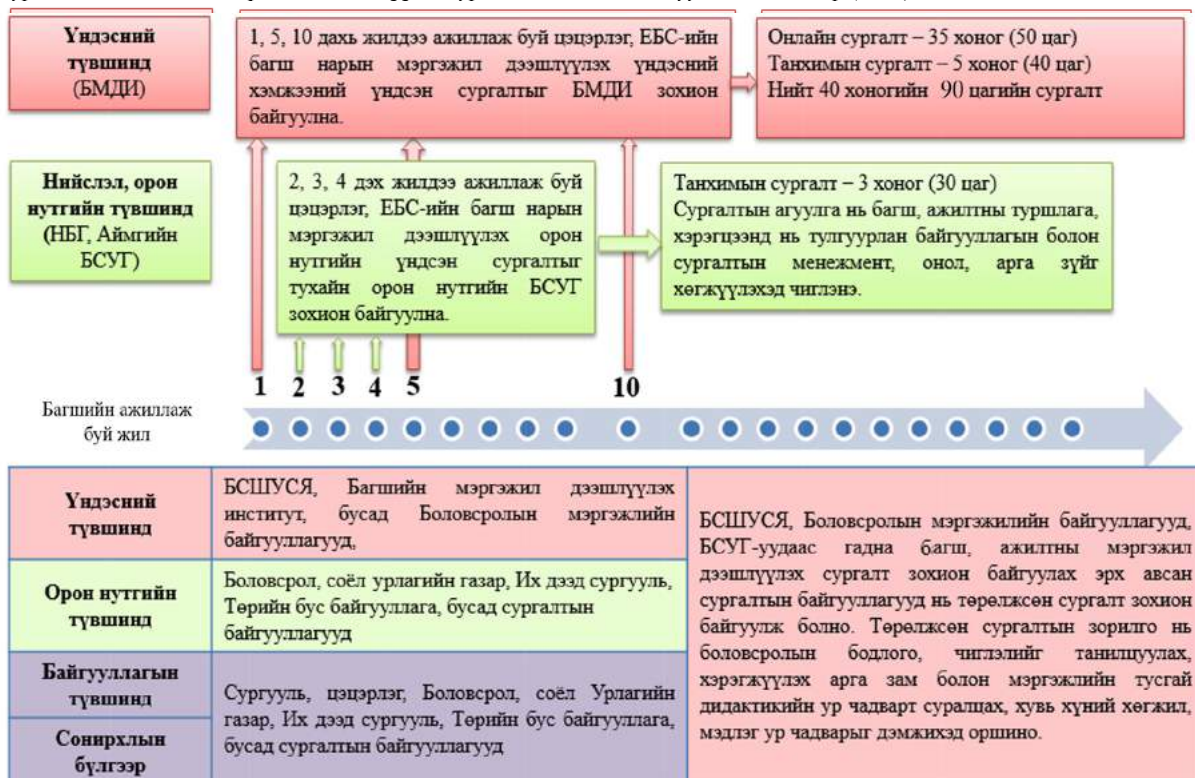 Үндэсний
түвшинд
(БМДИ)
1, 5, 10 дахь жилдээ ажиллаж буй цэцэрлэг, ЕБС-ийн
багш нарын мэргэжил дээшлүүлэх үндэсний
хэмжээний үндсэн сургалтыг БМДИ зохион
байгуулна.
Онлайн сургалт – 35 хоног (50 цаг)
Танхимын сургалт – 5 хоног (40 цаг)
Нийт 40 хоногийн 90 цагийн сургалт
Нийслэл, орон
нутгийн түвшинд
(НБГ, Аймгийн
БСУГ)
2, 3, 4 дэх жилдээ ажиллаж буй
цэцэрлэг, ЕБС-ийн багш нарын
мэргэжил дээшлүүлэх орон
нутгийн үндсэн сургалтыг
тухайн орон нутгийн БСУГ
зохион байгуулна.
Танхимын сургалт – 3 хоног (30 цаг)
Сургалтын агуулга нь багш, ажилтны туршлага,
хэрэгцээнд нь тулгуурлан байгууллагын болон
сургалтын менежмент, онол, арга зүйг
хөгжүүлэхэд чиглэнэ.
1 2 3 4 5 10
Багшийн ажиллаж
буй жил
Үндэсний
түвшинд
БСШУСЯ, Багшийн мэргэжил дээшлүүлэх
институт, бусад Боловсролын мэргэжлийн
байгууллагууд,
Орон нутгийн
түвшинд
Боловсрол, соёл урлагийн газар, Их дээд сургууль,
Төрийн бус байгууллага, бусад сургалтын
байгууллагууд
Байгууллагын
түвшинд
Сонирхлын
бүлгээр
Сургууль, цэцэрлэг, Боловсрол, соёл Урлагийн
газар, Их дээд сургууль, Төрийн бус байгууллага,
бусад сургалтын байгууллагууд
БСШУСЯ, Боловсролын мэргэжилийн байгууллагууд,
БСУГ-уудаас гадна багш, ажилтны мэргэжил
дээшлүүлэх сургалт зохион байгуулах эрх авсан
сургалтын байгууллагууд нь төрөлжсөн сургалт зохион
байгуулж болно. Төрөлжсөн сургалтын зорилго нь
боловсролын бодлого, чиглэлийг танилцуулах,
хэрэгжүүлэх арга зам болон мэргэжлийн тусгай
дидактикийн ур чадварт суралцах, хувь хүний хөгжил,
мэдлэг ур чадварыг дэмжихэд оршино.